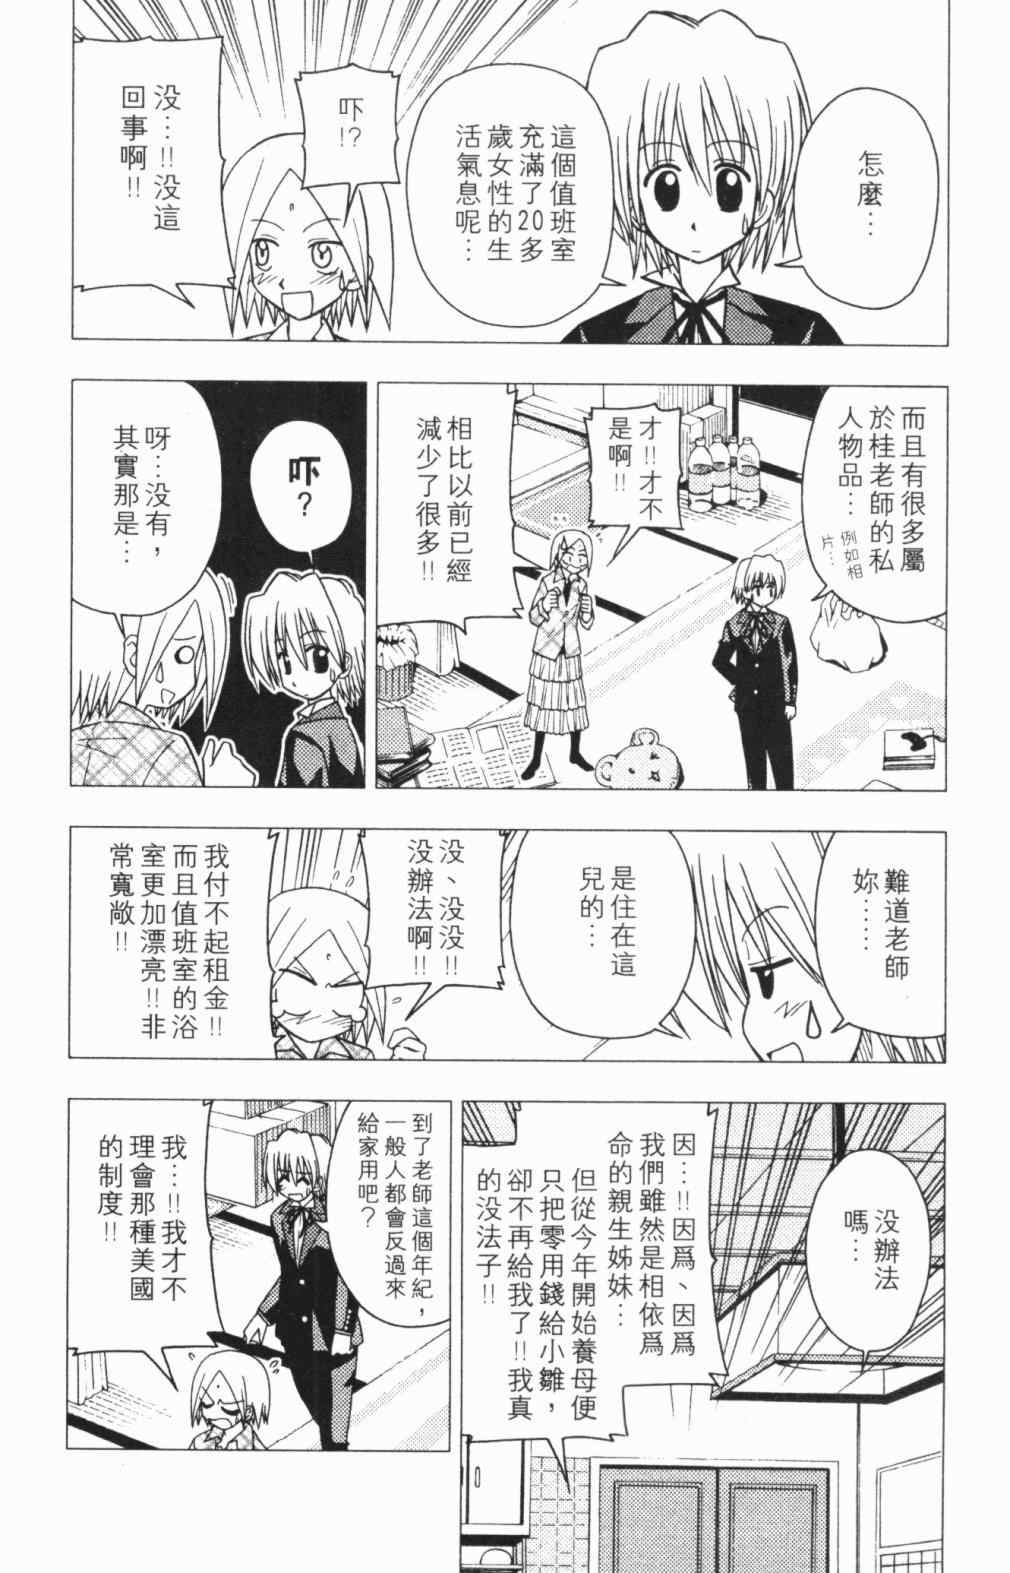 怎麼…
這個值班室
充滿了20多
歲女性的生
活氣息呢…
吓
!?
没…!!没這
回事啊!!
而且有很多屬
於桂老師的私
人物品…
例如相
片…
才!!才不
是啊!!
相比以前已經
減少了很多!!
吓
?
呀…没有，
其實那是…
難道老師
妳……
是住在這
兒的…
没、没没!!
没辦法啊!!
我付不起租金!!
而且值班室的浴
室更加漂亮!!非
常寬敞!!
没辦法
嗎…
因…!!因爲、因爲
我們雖然是相依爲
命的親生姊妹…
但從今年開始養母便
只把零用錢給小雛，
卻不再給我了!!我真
的没法子!!
到了老師這個年紀，
一般人都會反過來
給家用吧?
我…!!我才不
理會那種美國
的制度!!